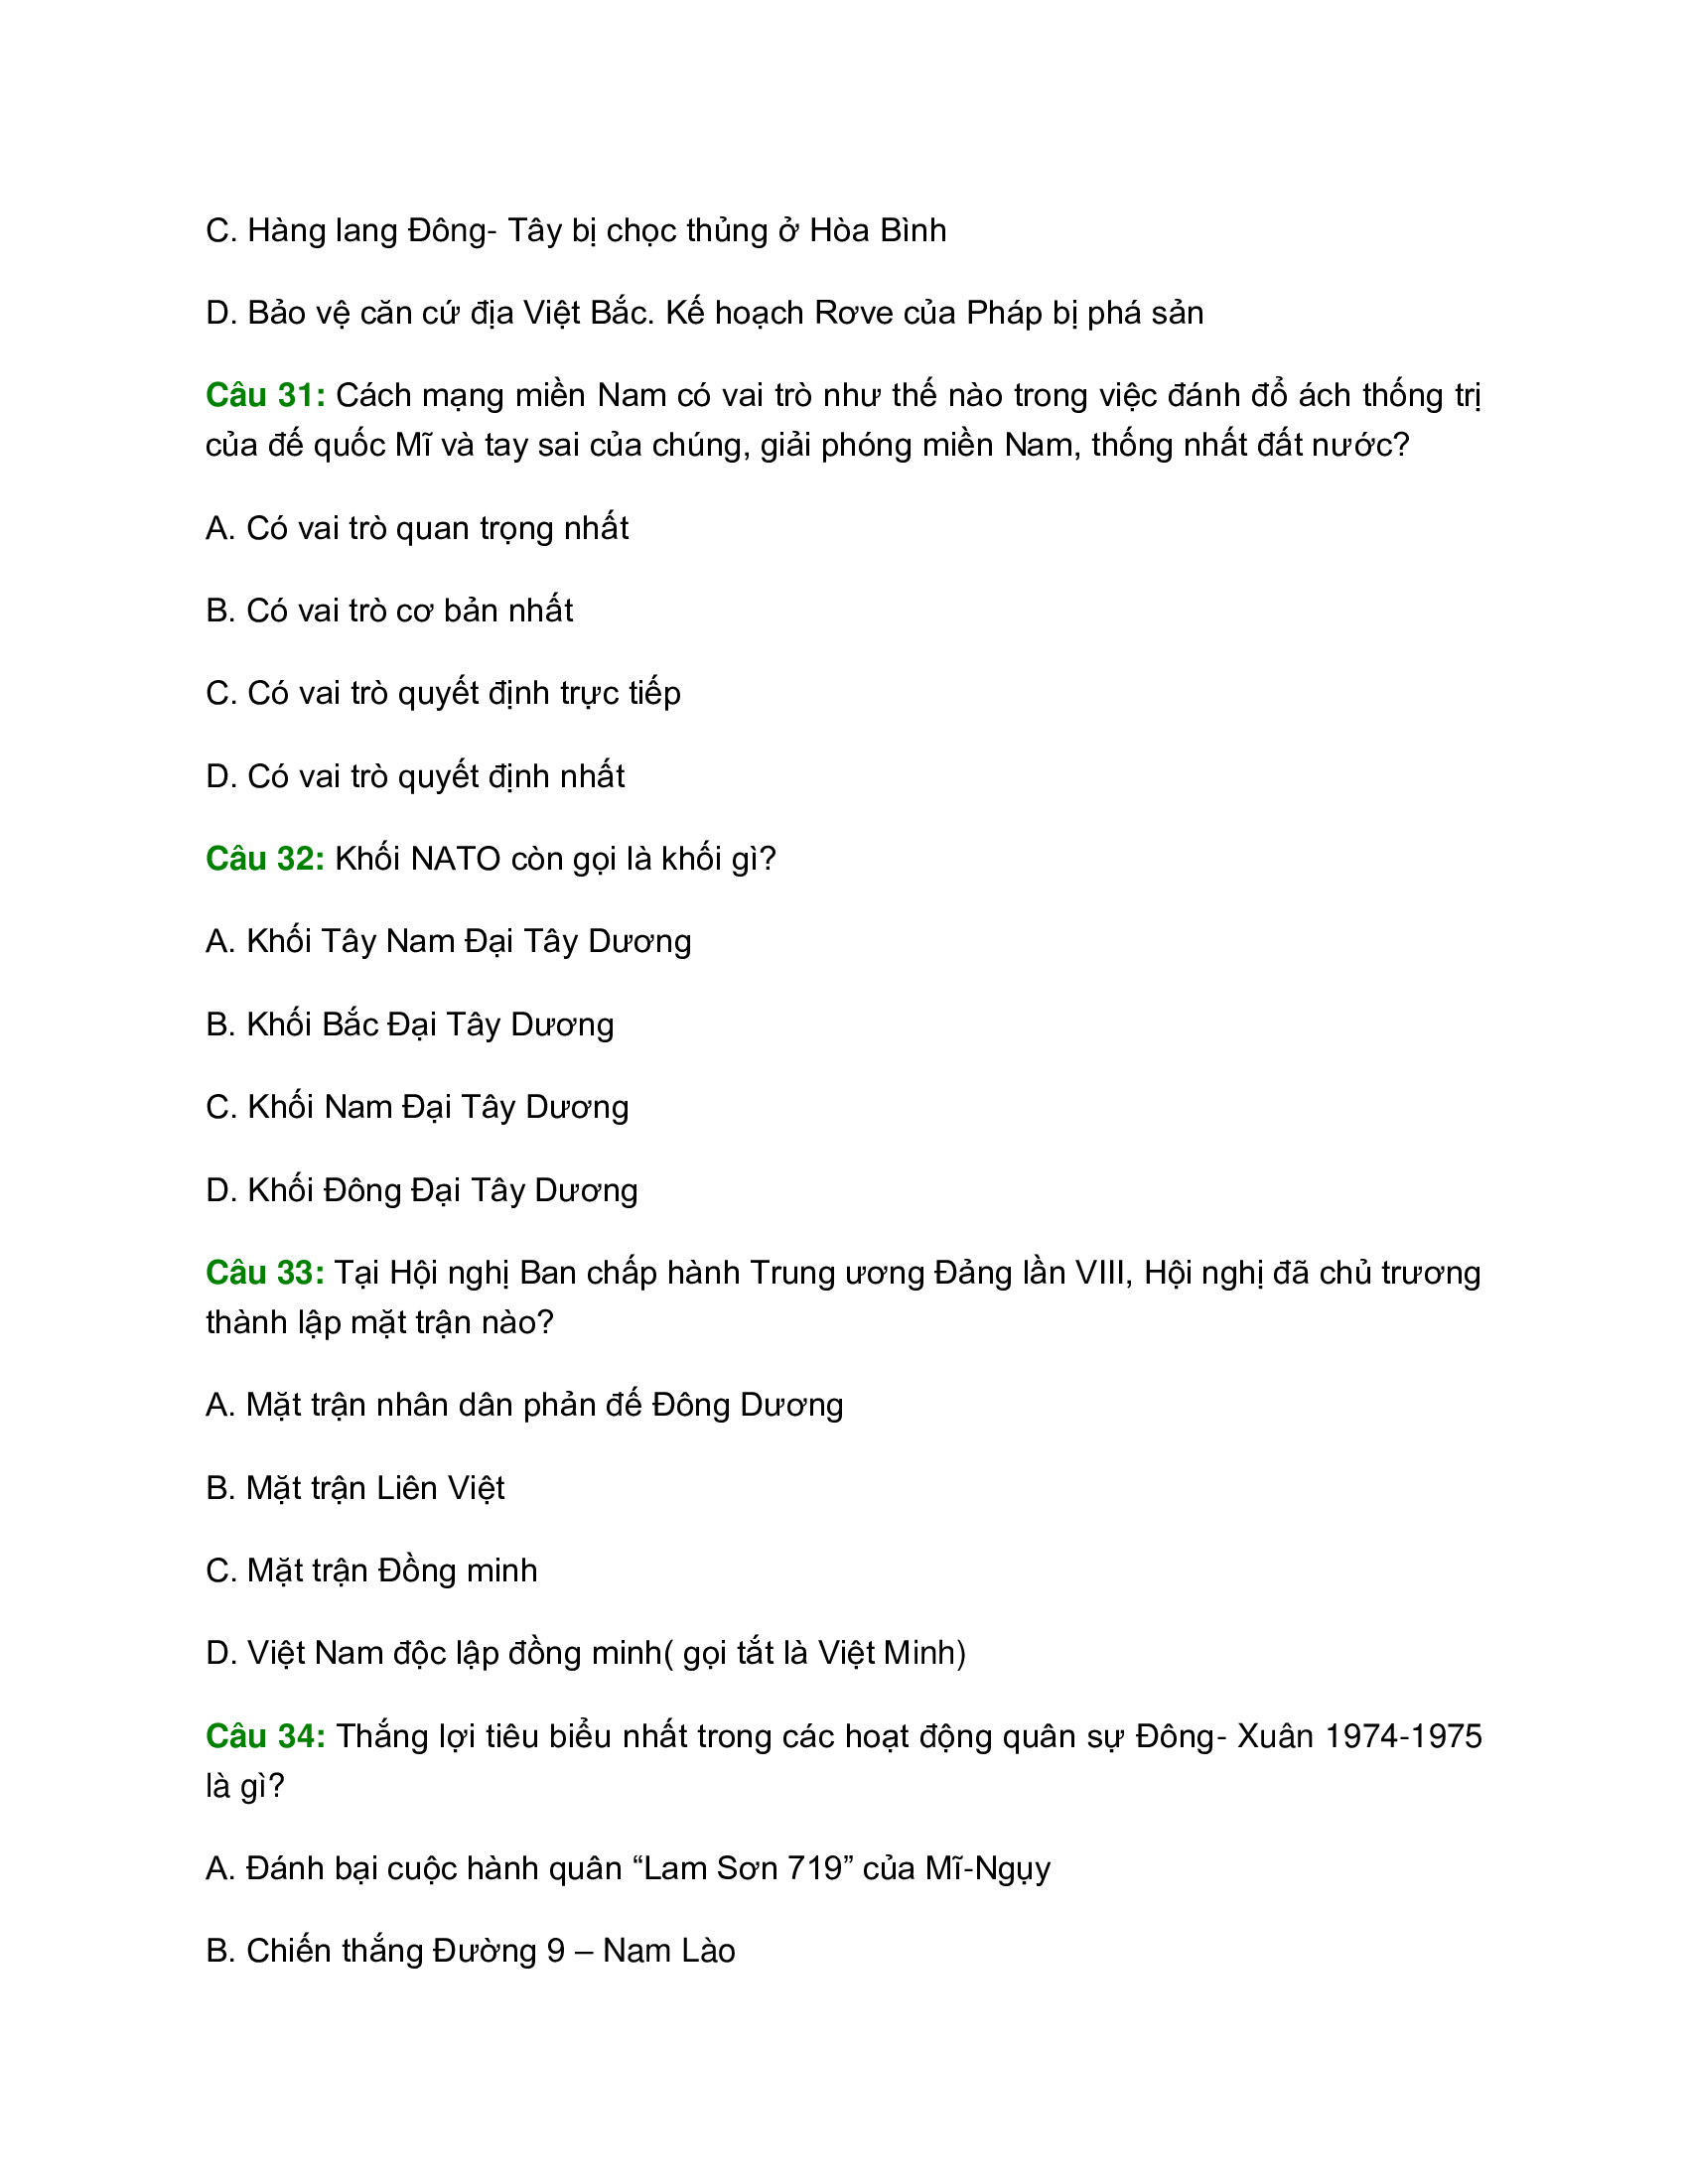 C. Hàng lang Đông- Tây bị chọc thủng ở Hòa Bình
D. Bảo vệ căn cứ địa Việt Bắc. Kế hoạch Rơve của Pháp bị phá sản
Câu 31: Cách mạng miền Nam có vai trò như thế nào trong việc đánh đổ ách thống trị
của đế quốc Mĩ và tay sai của chúng, giải phóng miền Nam, thống nhất đất nước?
A. Có vai trò quan trọng nhất
B. Có vai trò cơ bản nhất
C. Có vai trò quyết định trực tiếp
D. Có vai trò quyết định nhất
Câu 32: Khối NATO còn gọi là khối gì?
A. Khối Tây Nam Đại Tây Dương
B. Khối Bắc Đại Tây Dương
C. Khối Nam Đại Tây Dương
D. Khối Đông Đại Tây Dương
Câu 33: Tại Hội nghị Ban chấp hành Trung ương Đảng lần VIII, Hội nghị đã chủ trương
thành lập mặt trận nào?
A. Mặt trận nhân dân phản đế Đông Dương
B. Mặt trận Liên Việt
C. Mặt trận Đồng minh
D. Việt Nam độc lập đồng minh( gọi tắt là Việt Minh)
Câu 34: Thắng lợi tiêu biểu nhất trong các hoạt động quân sự Đông- Xuân 1974-1975
là gì?
A. Đánh bại cuộc hành quân “Lam Sơn 719” của Mĩ-Ngụy
B. Chiến thắng Đường 9 – Nam Lào